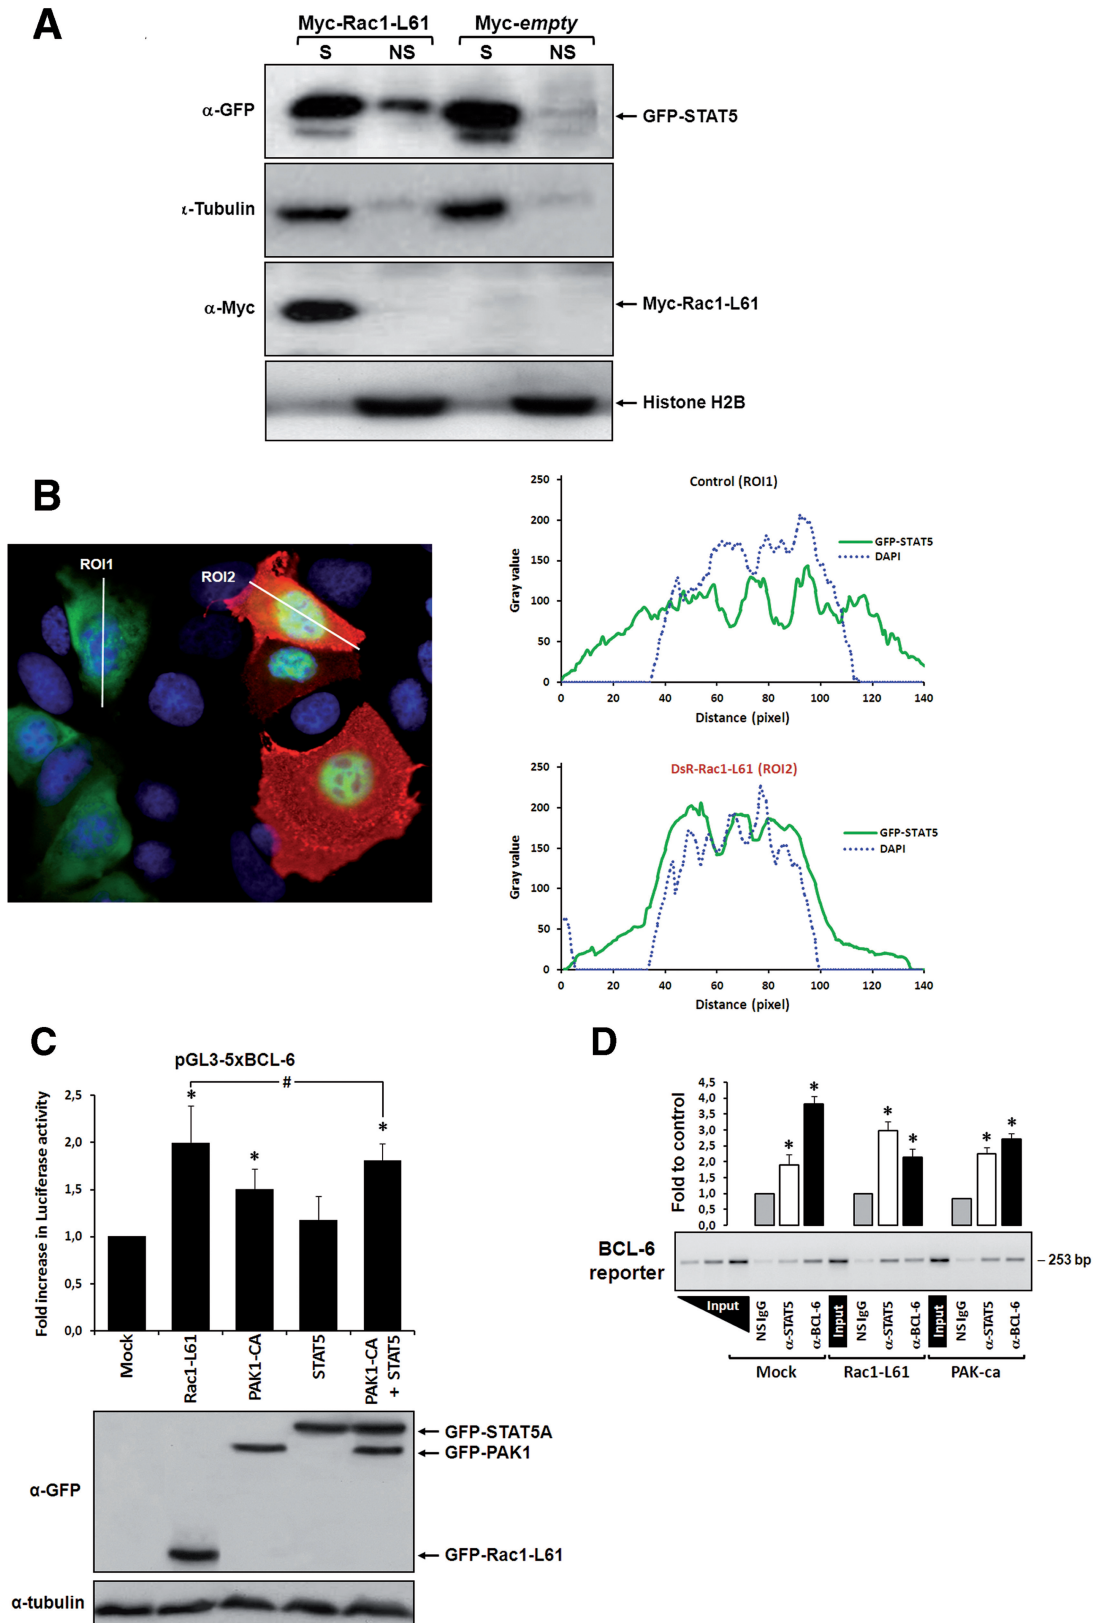 A
Myc-Rac1-L61 Myc-empty
S NS S NS
α-GFP
GFP-STAT5
α-Tubulin
α-Myc
Myc-Rac1-L61
Histone H2B
B
ROI1
ROI2
250
200
150
100
50
0
Gray value
Control (ROI1)
GFP-STAT5
DAPI
0 20 40 60 80 100 120 140
Distance (pixel)
250
200
150
100
50
0
Gray value
DsR-Rac1-L61 (ROI2)
GFP-STAT5
DAPI
0 20 40 60 80 100 120 140
Distance (pixel)
C
pGL3-5xBCL-6
#
* * *
Fold increase in Luciferase activity
2,5
2,0
1,5
1,0
0,5
0,0
Mock
Rac1-L61
PAK1-CA
STAT5
PAK1-CA
+ STAT5
GFP-STAT5A
GFP-PAK1
α-GFP
GFP-Rac1-L61
α-tubulin
D
Fold to control
4,5
4,0
3,5
3,0
2,5
2,0
1,5
1,0
0,5
0,0
* * * * * *
BCL-6
reporter
– 253 bp
Input
NS IgG
α-STAT5
α-BCL-6
Input
NS IgG
α-STAT5
α-BCL-6
Input
NS IgG
α-STAT5
α-BCL-6
Mock Rac1-L61 PAK-ca